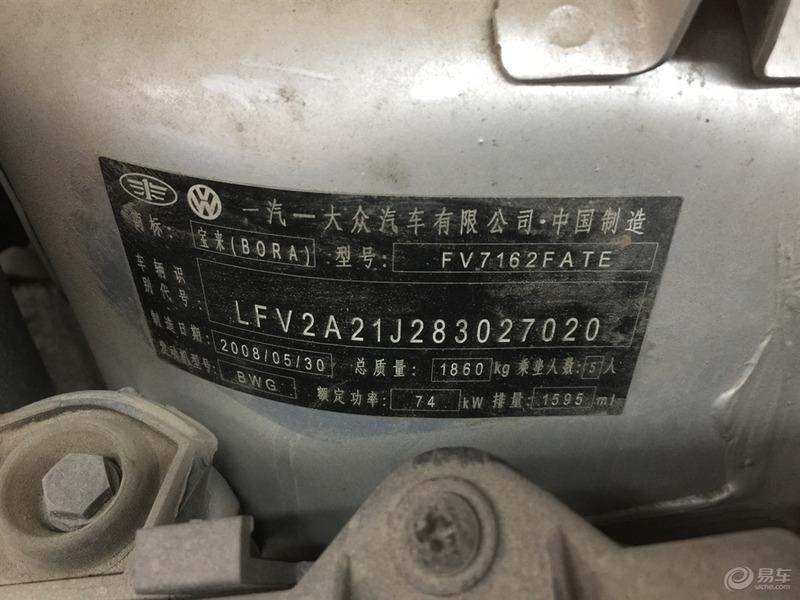 一汽一大众汽车有限公司·中国制造
商标: 宝来(BORA) 型号: FV7162FATE
车辆识别代号: LFV2A21J283027020
制造日期: 2008/05/30 总质量: 1860 kg 乘坐人数: 5 人
发动机型号: BWG 额定功率: 74 kW 排量: 1595 ml
易车
yiche.com